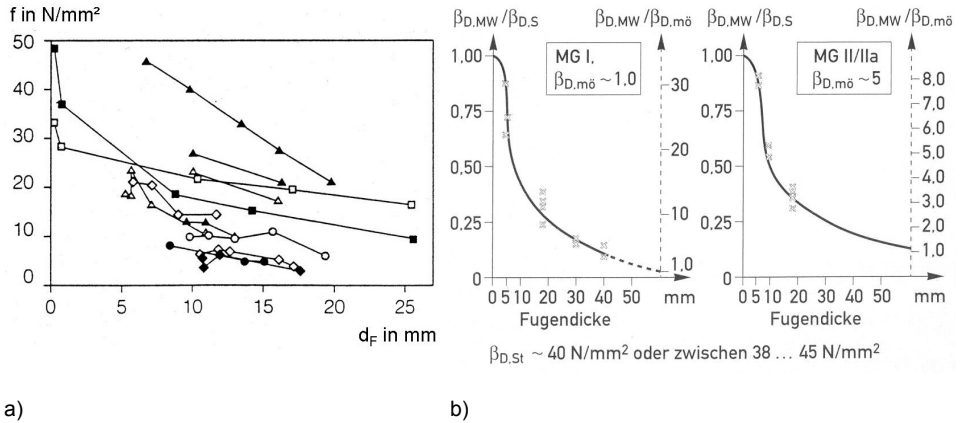 f in N/mm²
50
40
30
20
10
0
0 5 10 15 20 25
d_F in mm
a)
β_D,MW/β_D,S β_D,MW/β_D,mö
MG I,
β_D,mö ~ 1,0
1,00
0,75
0,50
0,25
0
30
20
10
1,0
0 5 10 20 30 40 50 mm
Fugendicke
β_D,MW/β_D,S β_D,MW/β_D,mö
MG II/IIa
β_D,mö ~ 5
1,00
0,75
0,50
0,25
0
8,0
7,0
6,0
5,0
4,0
3,0
2,0
1,0
0 5 10 20 30 40 50 mm
Fugendicke
β_D,St ~ 40 N/mm² oder zwischen 38 ... 45 N/mm²
b)